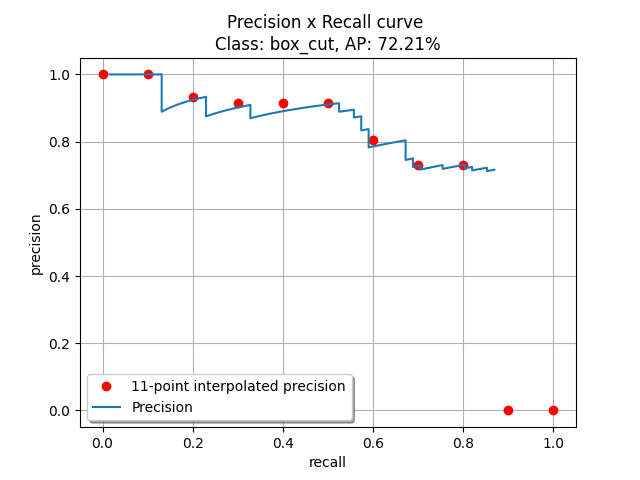 Precision x Recall curve
Class: box_cut, AP: 72.21%
1.0
0.8
0.6
0.4
0.2
0.0
precision
11-point interpolated precision
Precision
0.0 0.2 0.4 0.6 0.8 1.0
recall